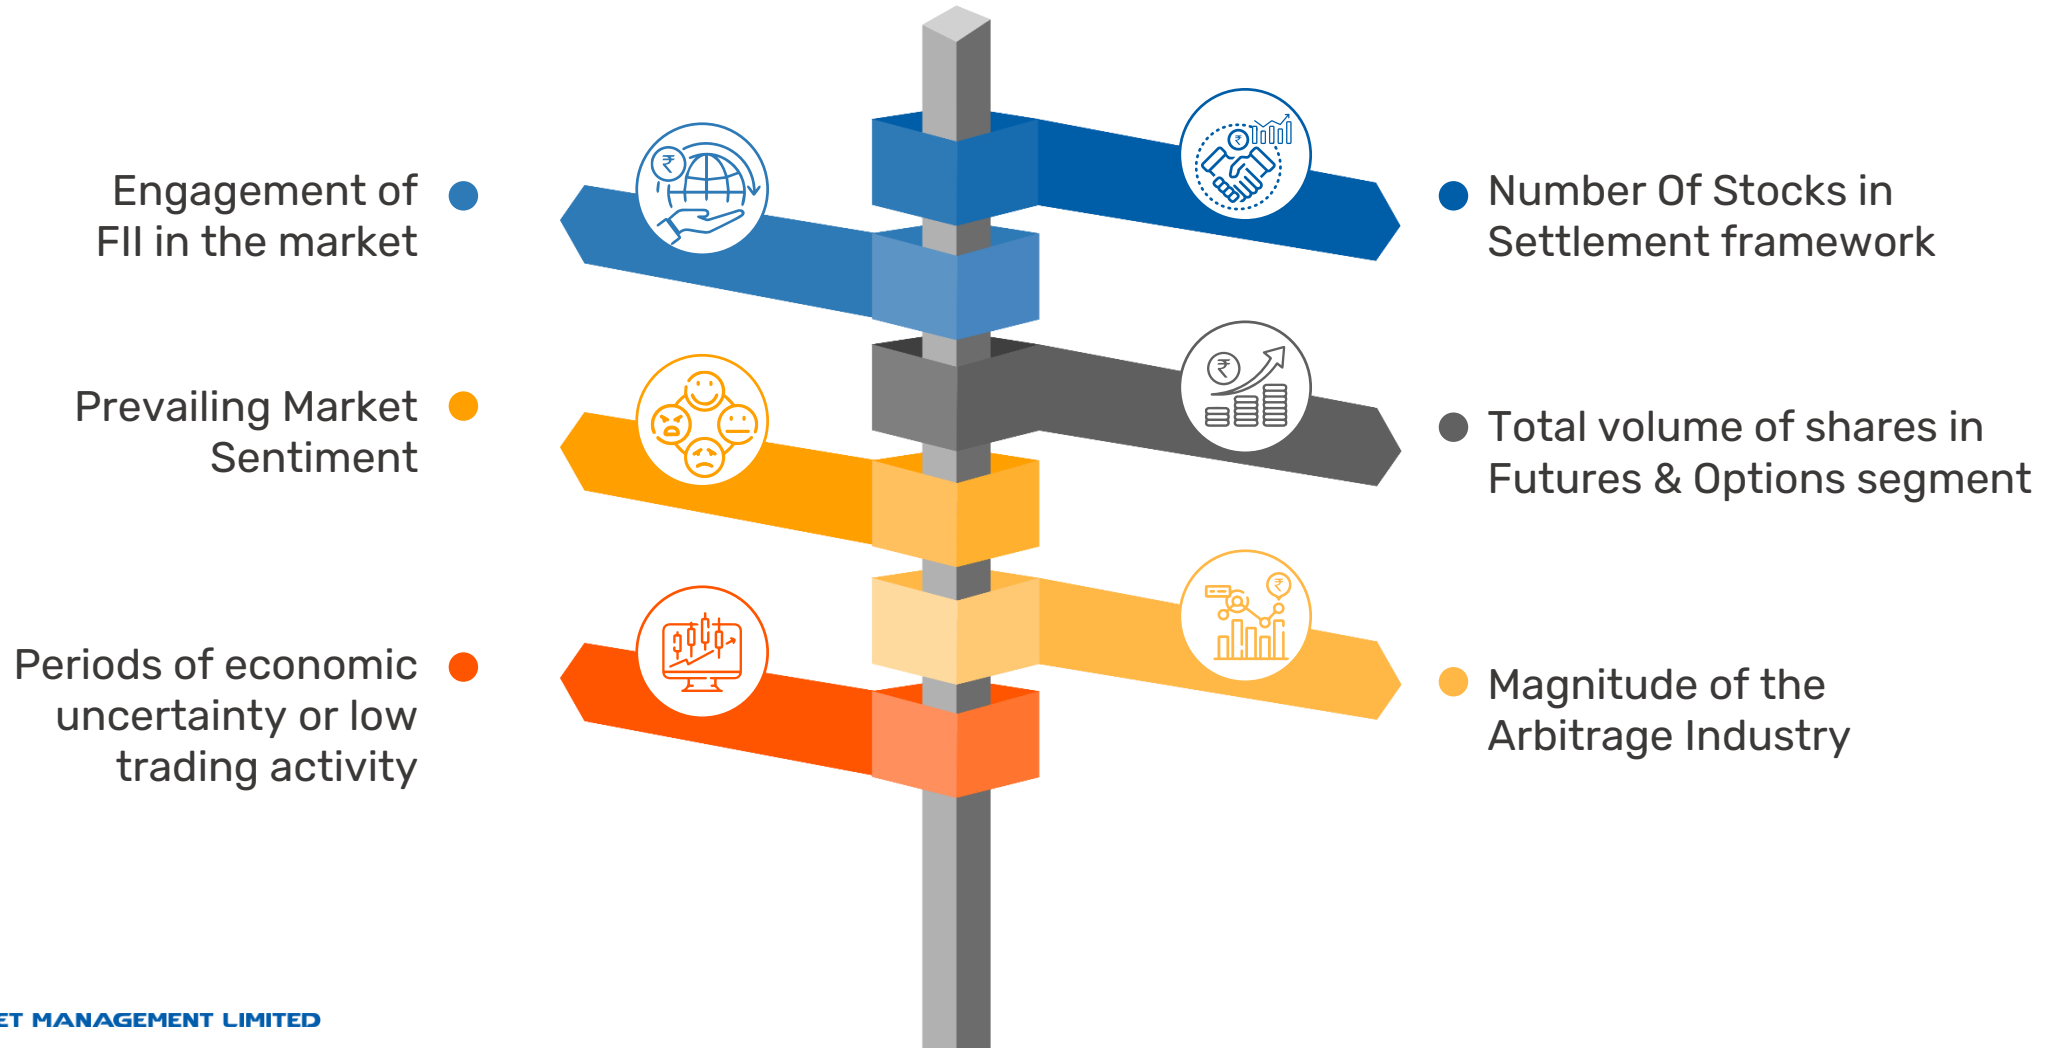 Engagement of
FII in the market
Number Of Stocks in
Settlement framework
Prevailing Market
Sentiment
Total volume of shares in
Futures & Options segment
Periods of economic
uncertainty or low
trading activity
Magnitude of the
Arbitrage Industry
MANAGEMENT LIMITED